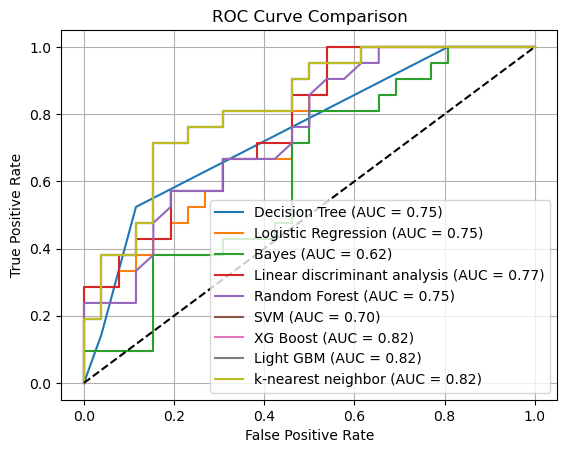 ROC Curve Comparison
1.0
0.8
0.6
0.4
0.2
0.0
True Positive Rate
Decision Tree (AUC = 0.75)
Logistic Regression (AUC = 0.75)
Bayes (AUC = 0.62)
Linear discriminant analysis (AUC = 0.77)
Random Forest (AUC = 0.75)
SVM (AUC = 0.70)
XG Boost (AUC = 0.82)
Light GBM (AUC = 0.82)
k-nearest neighbor (AUC = 0.82)
0.0 0.2 0.4 0.6 0.8 1.0
False Positive Rate